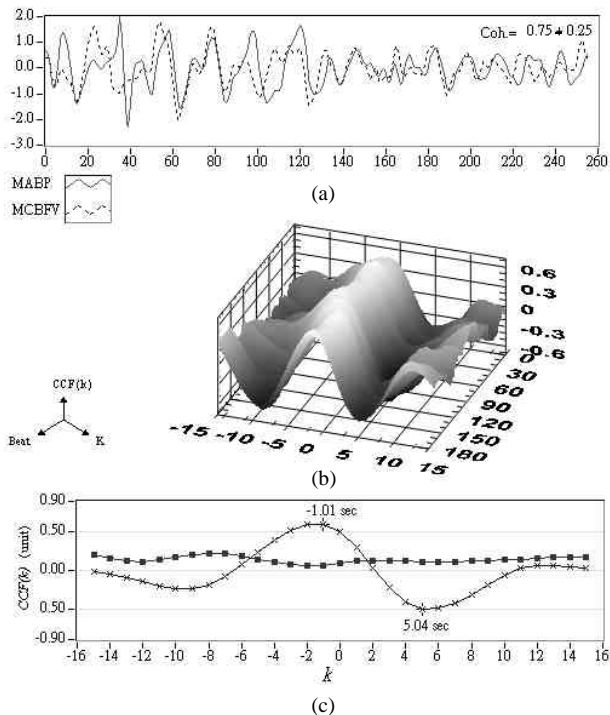 2.0
1.0
0.0
-1.0
-2.0
-3.0
Coh.= 0.75 ± 0.25
0 20 40 60 80 100 120 140 160 180 200 220 240 260
(a)
MABP
MCBFV
0.6
0.3
0
-0.3
-0.6
0
30
60
90
120
150
180
-15 -10 -5 0 5 10 15
CCF(k)
Beat K
(b)
CCF(k) (unit)
0.90
0.50
0.00
0.50
-0.90
-1.01 sec
5.04 sec
-16 -14 -12 -10 -8 -6 -4 -2 0 2 4 6 8 10 12 14 16
k
(c)